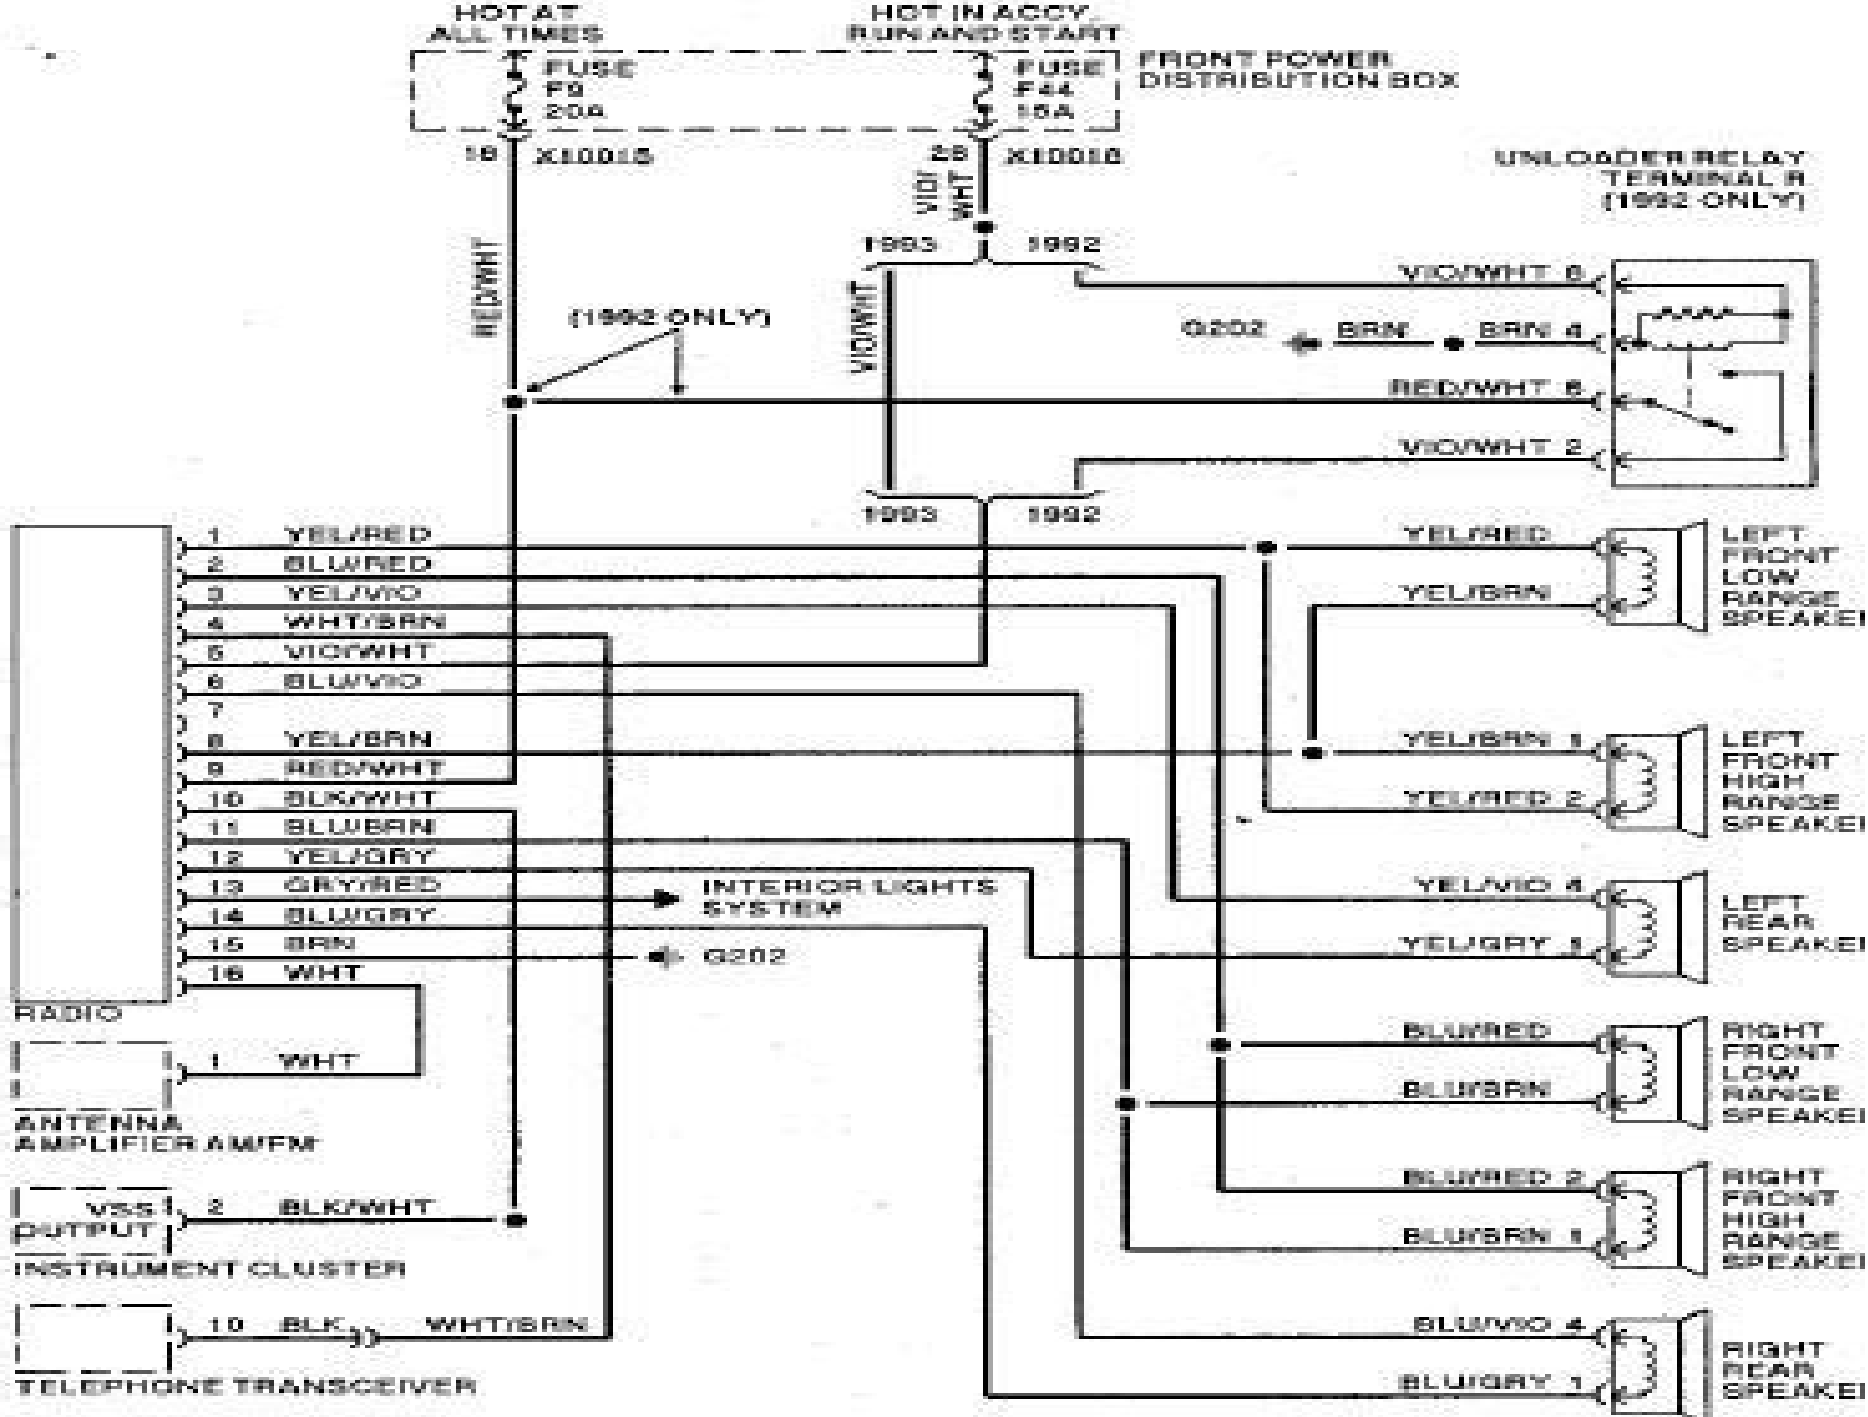 HOT AT
ALL TIMES
HOT IN ACCY,
RUN AND START
FUSE
F9
20A
FUSE
F44
15A
FRONT POWER
DISTRIBUTION BOX
X10018
X10018
VIO/
WHT
UNLOADER RELAY
TERMINAL R
(1992 ONLY)
1993
1992
RED/WHT
(1992 ONLY)
VIO/WHT
VIO/WHT
G202
BRN
BRN 4
RED/WHT
VIO/WHT 2
1993
1992
1 YEL/RED
2 BLU/RED
3 YEL/VIO
4 WHT/BRN
5 VIO/WHT
6 BLU/VIO
7
8 YEL/BRN
9 RED/WHT
10 BLK/WHT
11 BLU/BRN
12 YEL/GRY
13 GRY/RED
14 BLU/GRY
15 BRN
16 WHT
RADIO
INTERIOR LIGHTS
SYSTEM
G202
YEL/RED
YEL/BRN
LEFT
FRONT
LOW
RANGE
SPEAKER
YEL/BRN 1
YEL/RED 2
LEFT
FRONT
HIGH
RANGE
SPEAKER
YEL/VIO 4
YEL/GRY 1
LEFT
REAR
SPEAKER
BLU/RED
BLU/BRN
RIGHT
FRONT
LOW
RANGE
SPEAKER
BLU/RED 2
BLU/BRN 1
RIGHT
FRONT
HIGH
RANGE
SPEAKER
BLU/VIO 4
BLU/GRY 1
RIGHT
REAR
SPEAKER
1 WHT
ANTENNA
AMPLIFIER AM/FM
VSS
OUTPUT
2 BLK/WHT
INSTRUMENT CLUSTER
10 BLK
WHT/BRN
TELEPHONE TRANSCEIVER